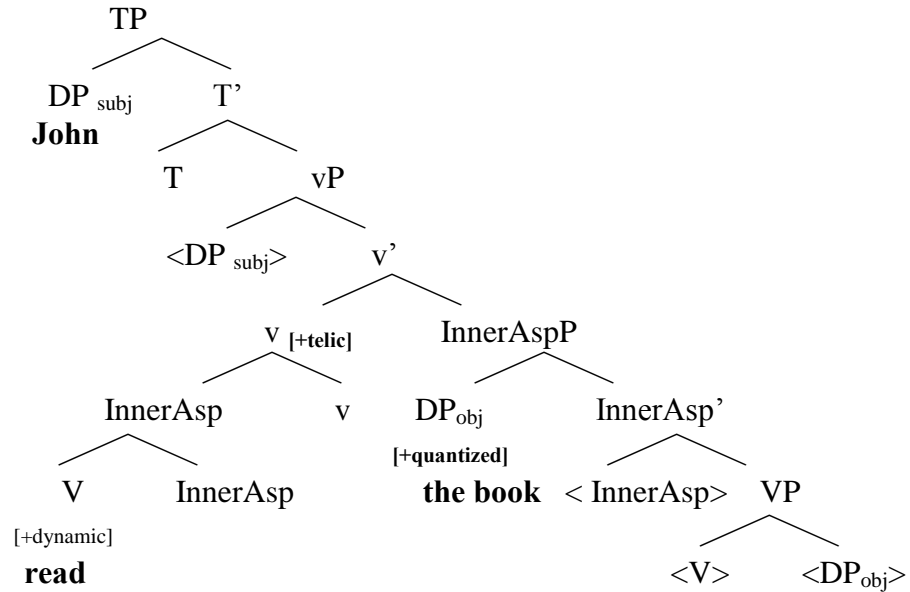 TP
DP subj T’
John
T vP
<DP subj> v’
v [+telic] InnerAspP
InnerAsp v DPobj InnerAsp’
[+quantized]
V InnerAsp the book < InnerAsp> VP
[+dynamic]
read <V> <DPobj>